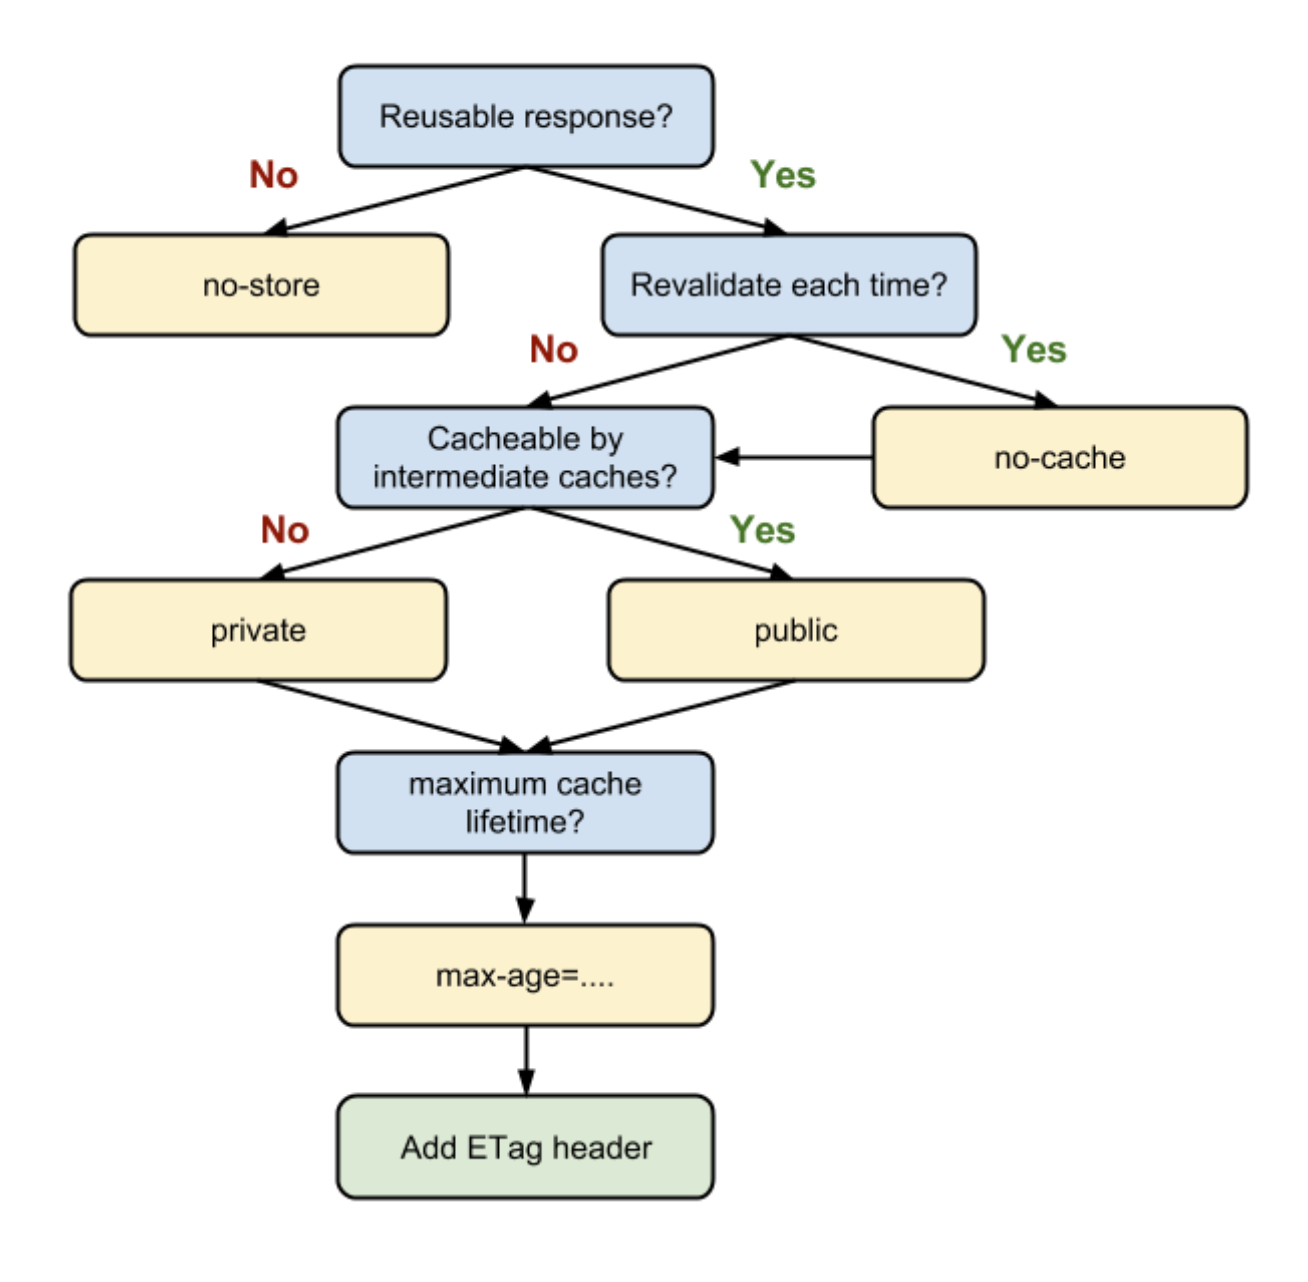 Reusable response?
No
Yes
no-store
Revalidate each time?
No
Yes
Cacheable by
intermediate caches?
no-cache
No
Yes
private
public
maximum cache
lifetime?
max-age=....
Add ETag header